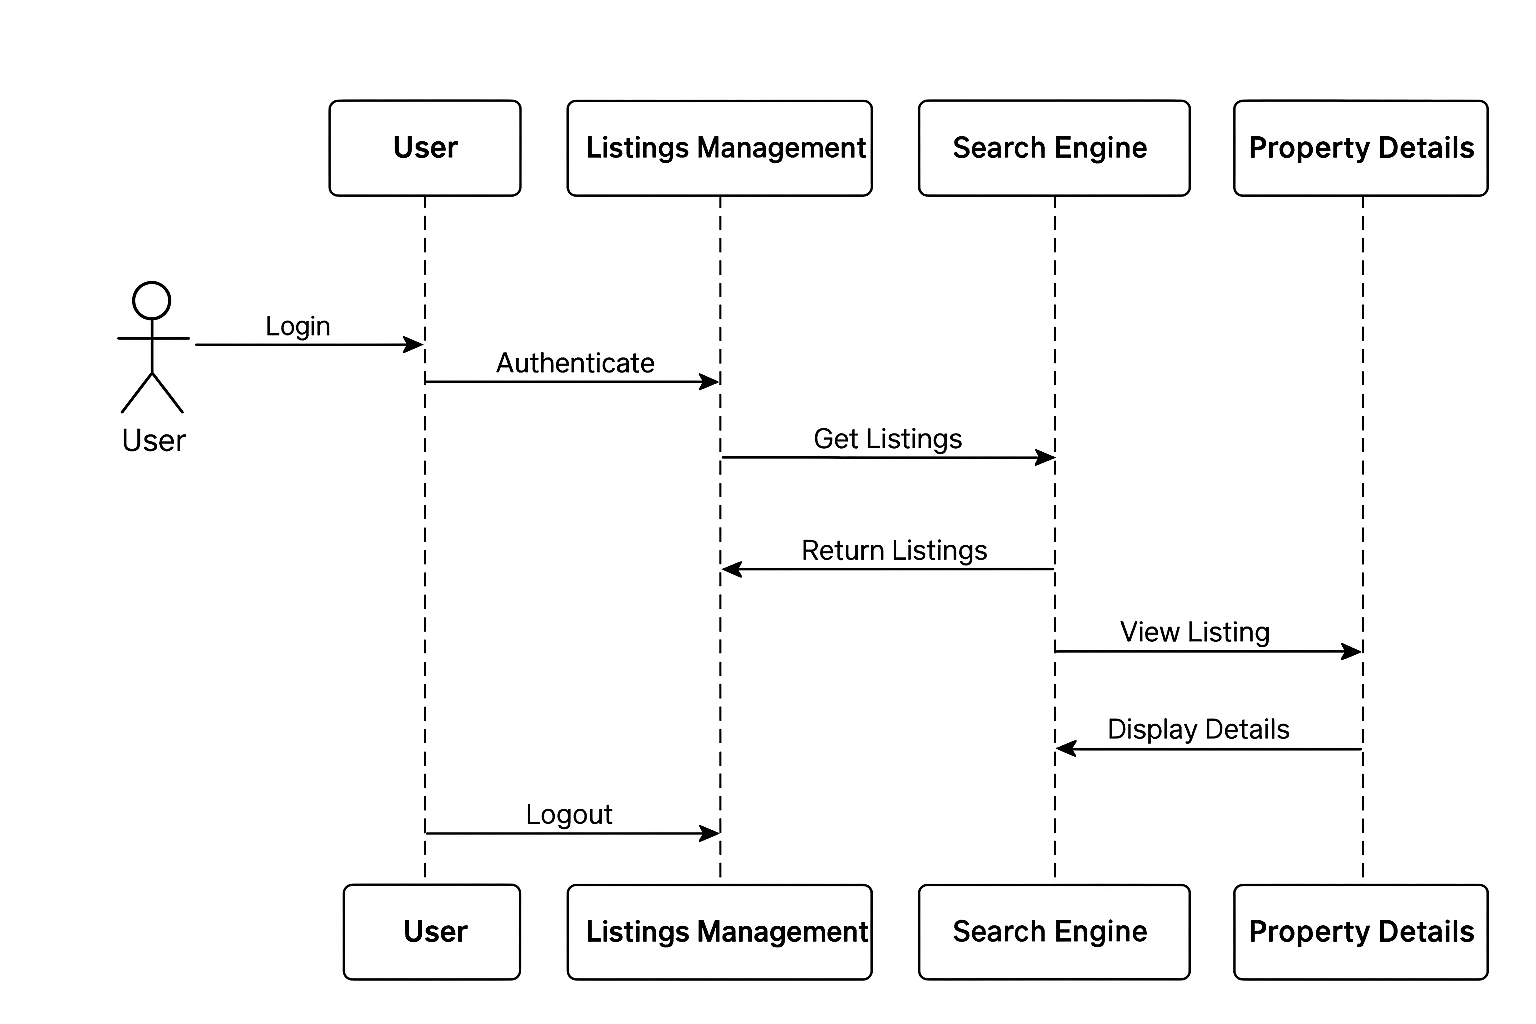 User
Listings Management
Search Engine
Property Details
Login
Authenticate
User
Get Listings
Return Listings
View Listing
Display Details
Logout
User
Listings Management
Search Engine
Property Details